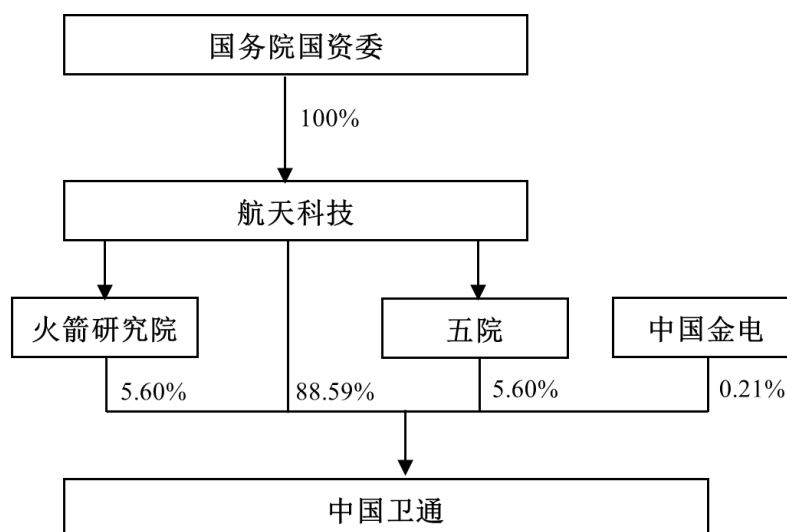 国务院国资委
100%
航天科技
火箭研究院
五院
中国金电
5.60%
88.59%
5.60%
0.21%
中国卫通